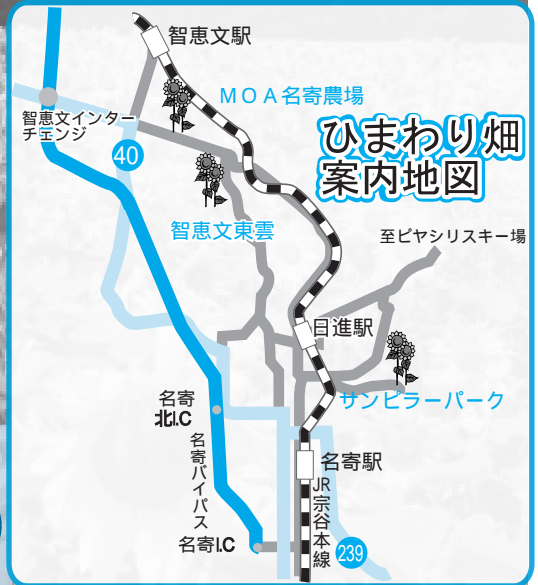 智恵文駅
MOA名寄農場
智恵文インター
チェンジ
ひまわり畑
案内地図
40
智恵文東雲
至ピヤシリスキー場
日進駅
サンピラーパーク
名寄
北I.C
名寄バイパス
名寄駅
JR宗谷本線
名寄I.C
239